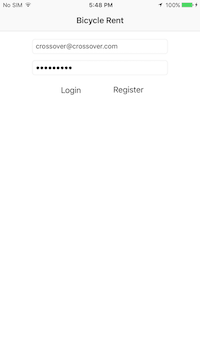 No SIM 5:48 PM 100%
Bicycle Rent
crossover@crossover.com
•••••••••
Login Register